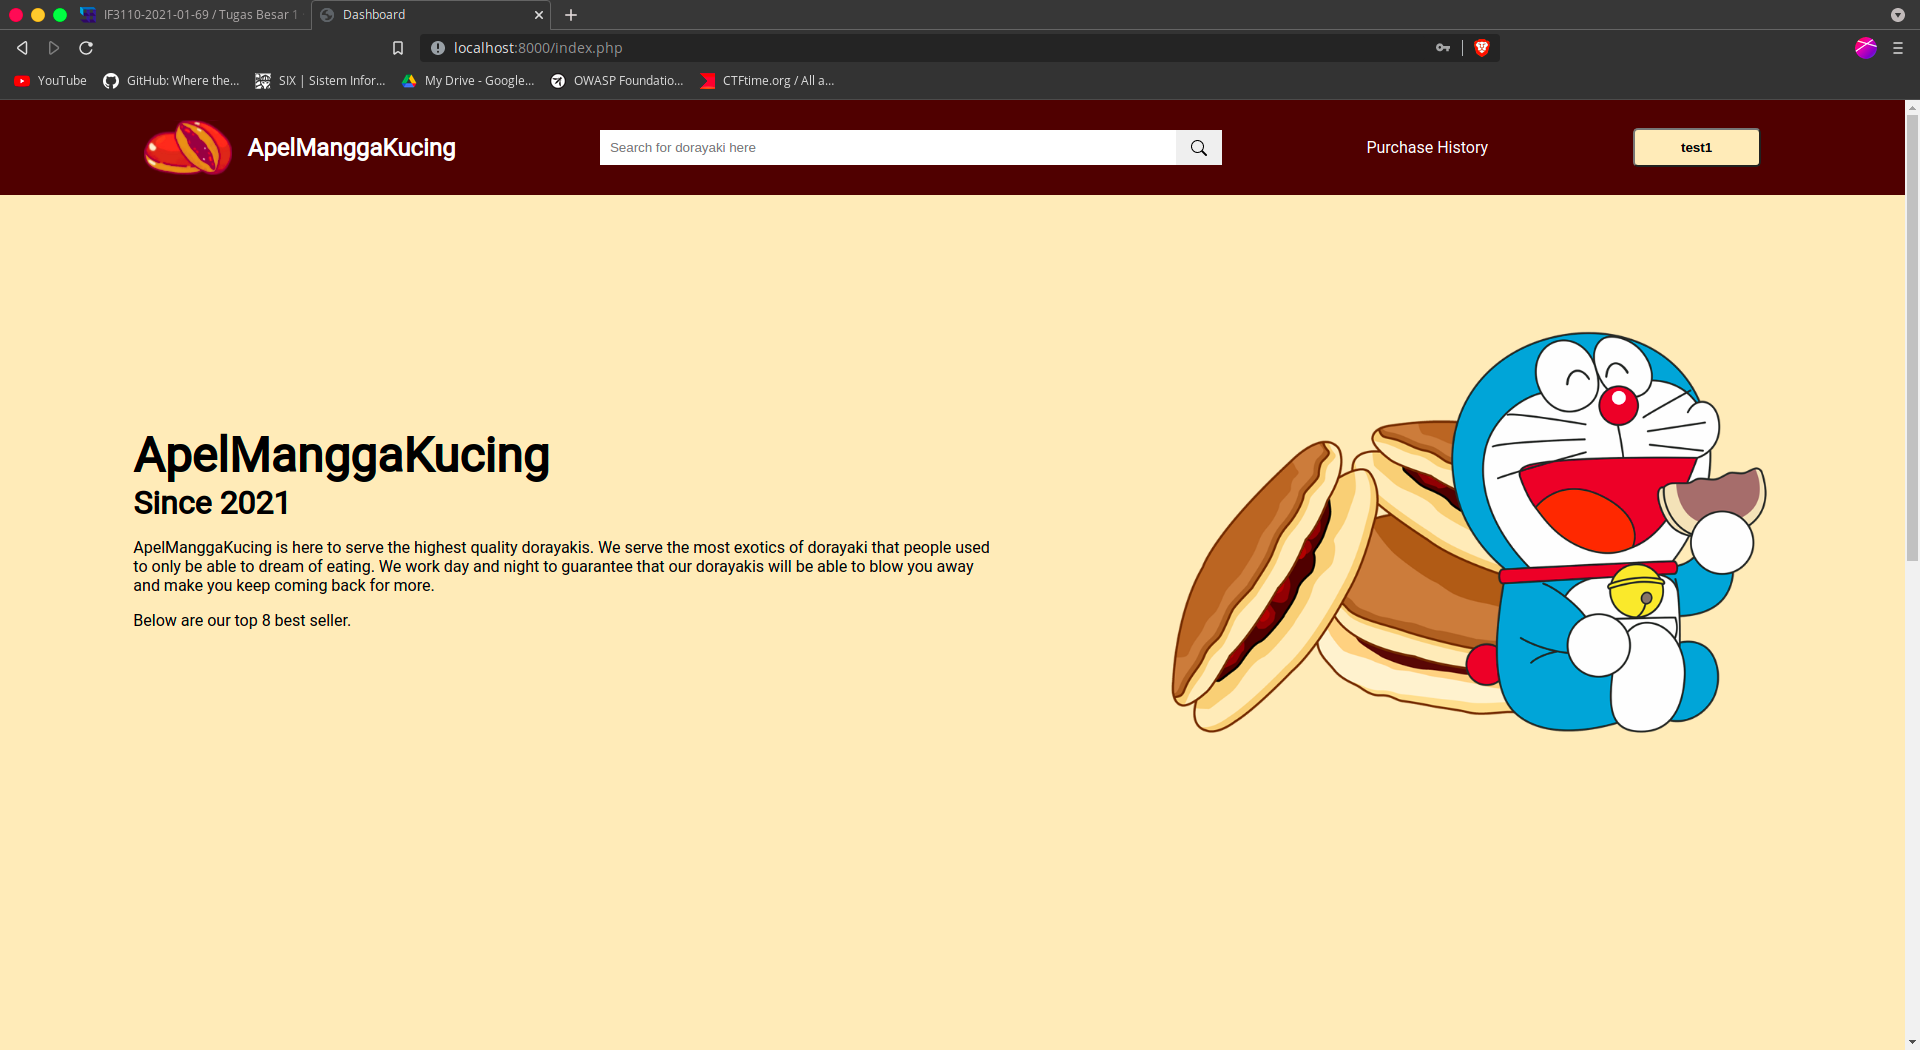 IF3110-2021-01-69 / Tugas Besar 1
Dashboard
localhost:8000/index.php
YouTube
GitHub: Where the...
SIX | Sistem Infor...
My Drive - Google...
OWASP Foundatio...
CTFtime.org / All a...
ApelManggaKucing
Search for dorayaki here
Purchase History
test1
ApelManggaKucing
Since 2021
ApelManggaKucing is here to serve the highest quality dorayakis. We serve the most exotics of dorayaki that people used
to only be able to dream of eating. We work day and night to guarantee that our dorayakis will be able to blow you away
and make you keep coming back for more.
Below are our top 8 best seller.